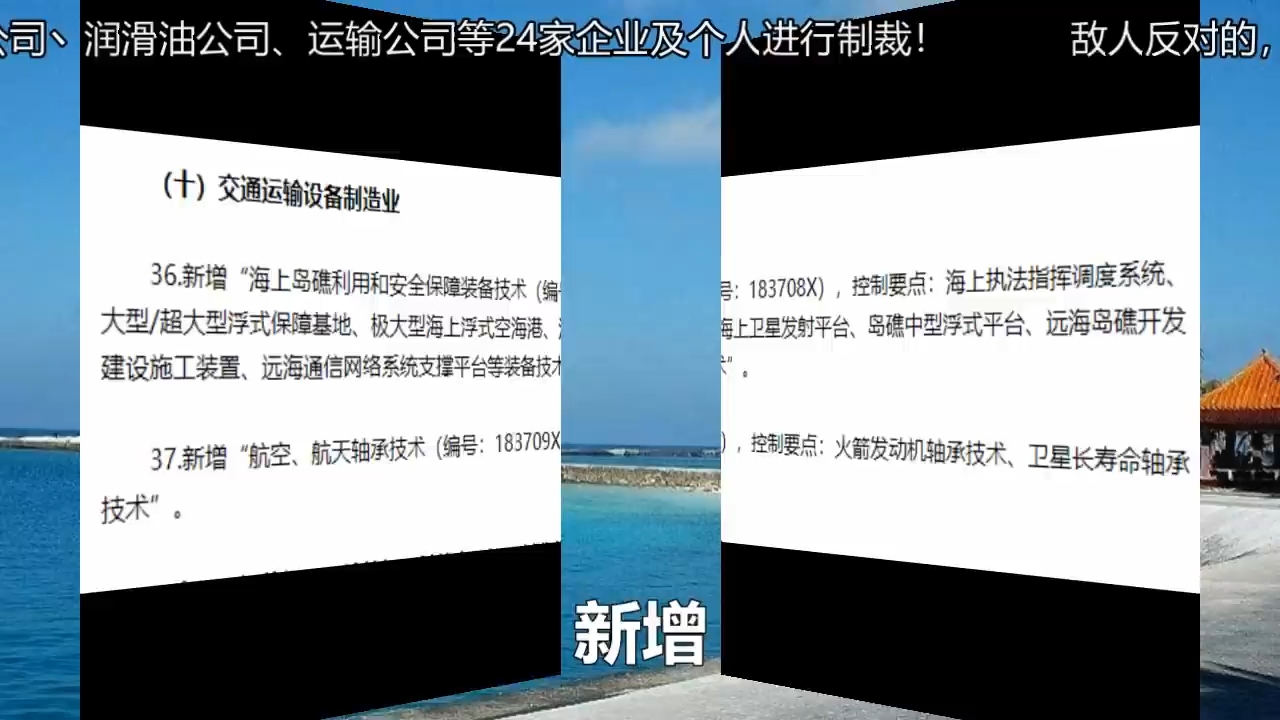 公司、润滑油公司、运输公司等24家企业及个人进行制裁！ 敌人反对的，
（十）交通运输设备制造业
36.新增“海上岛礁利用和安全保障装备技术（编号：183708X），控制要点：海上执法指挥调度系统、
大型/超大型浮式保障基地、极大型海上浮式空海港、海上卫星发射平台、岛礁中型浮式平台、远海岛礁开发
建设施工装置、远海通信网络系统支撑平台等装备技术”。
37.新增“航空、航天轴承技术（编号：183709X），控制要点：火箭发动机轴承技术、卫星长寿命轴承
技术”。
新增